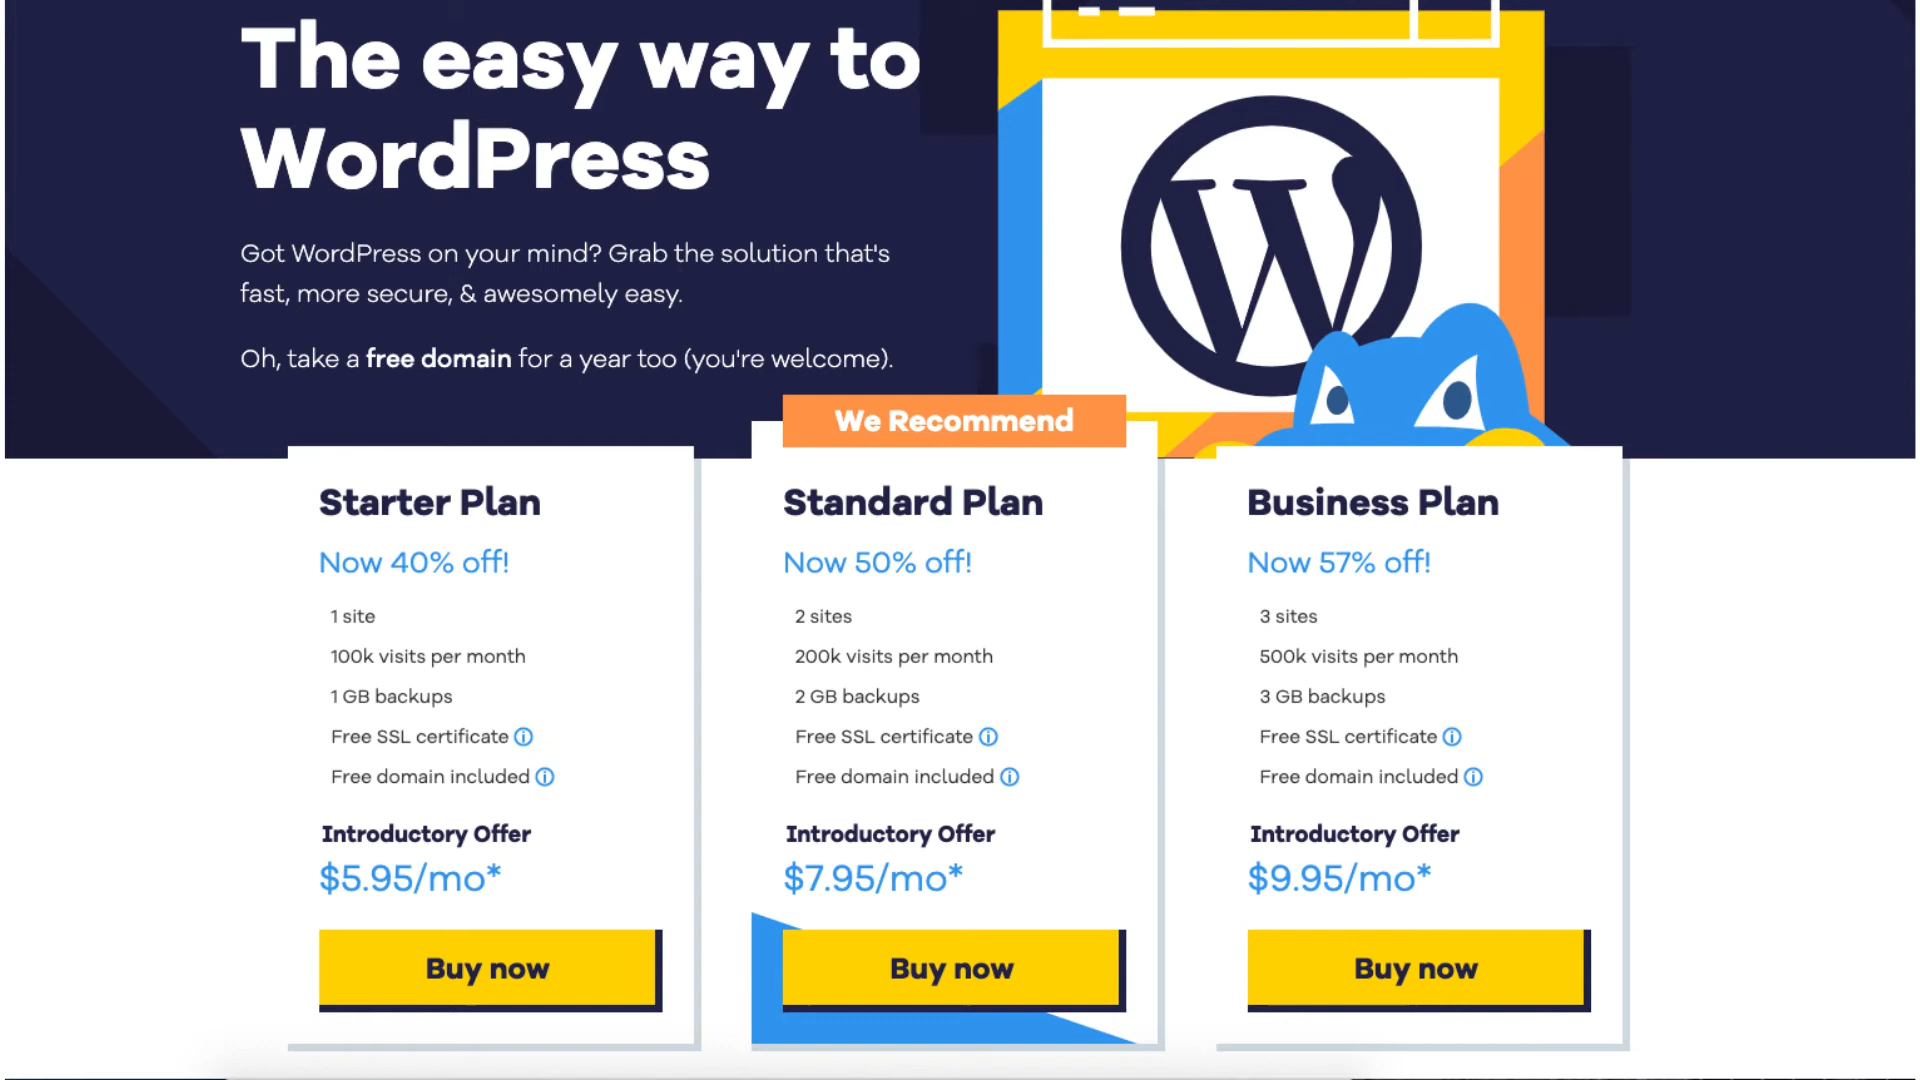 The easy way to
WordPress
Got WordPress on your mind? Grab the solution that's
fast, more secure, & awesomely easy.
Oh, take a free domain for a year too (you're welcome).
We Recommend
Starter Plan
Now 40% off!
1 site
100k visits per month
1 GB backups
Free SSL certificate
Free domain included
Introductory Offer
$5.95/mo*
Buy now
Standard Plan
Now 50% off!
2 sites
200k visits per month
2 GB backups
Free SSL certificate
Free domain included
Introductory Offer
$7.95/mo*
Buy now
Business Plan
Now 57% off!
3 sites
500k visits per month
3 GB backups
Free SSL certificate
Free domain included
Introductory Offer
$9.95/mo*
Buy now